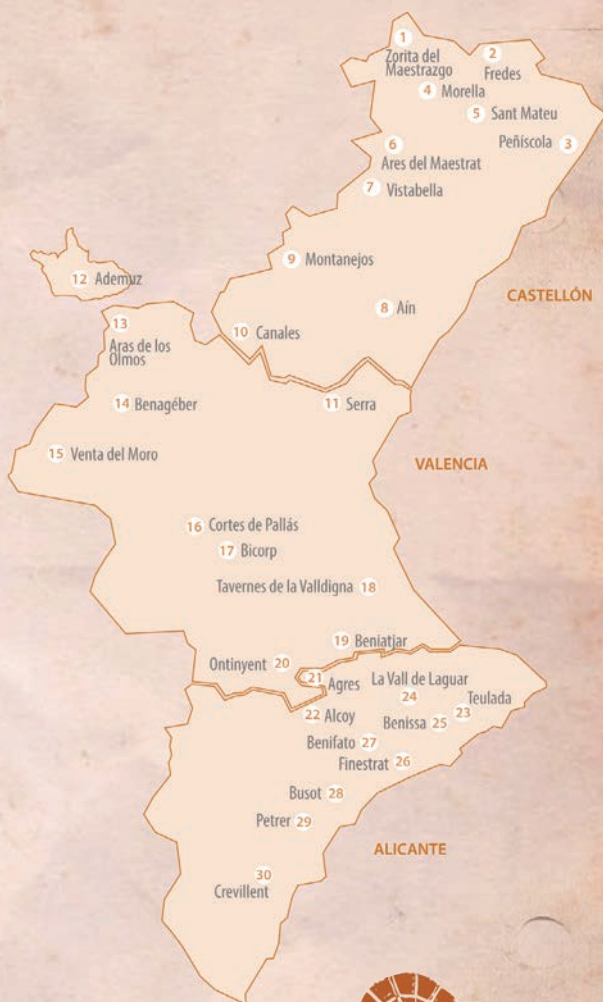 1
Zorita del
Maestrazgo
2
Fredes
4 Morella
5 Sant Mateu
Peñíscola 3
6
Ares del Maestrat
7 Vistabella
9 Montanejos
12 Ademuz
CASTELLÓN
8 Aín
13
Aras de los
Olmos
10 Canales
14 Benagéber
11 Serra
15 Venta del Moro
VALENCIA
16 Cortes de Pallás
17 Bicorp
Tavernes de la Valldigna 18
19 Beniatjar
Ontinyent 20
21 Agres
La Vall de Laguar
24
Teulada
23
22 Alcoy
Benissa 25
Benifato 27
Finestrat 26
Busot 28
Petrer 29
ALICANTE
30
Crevillent